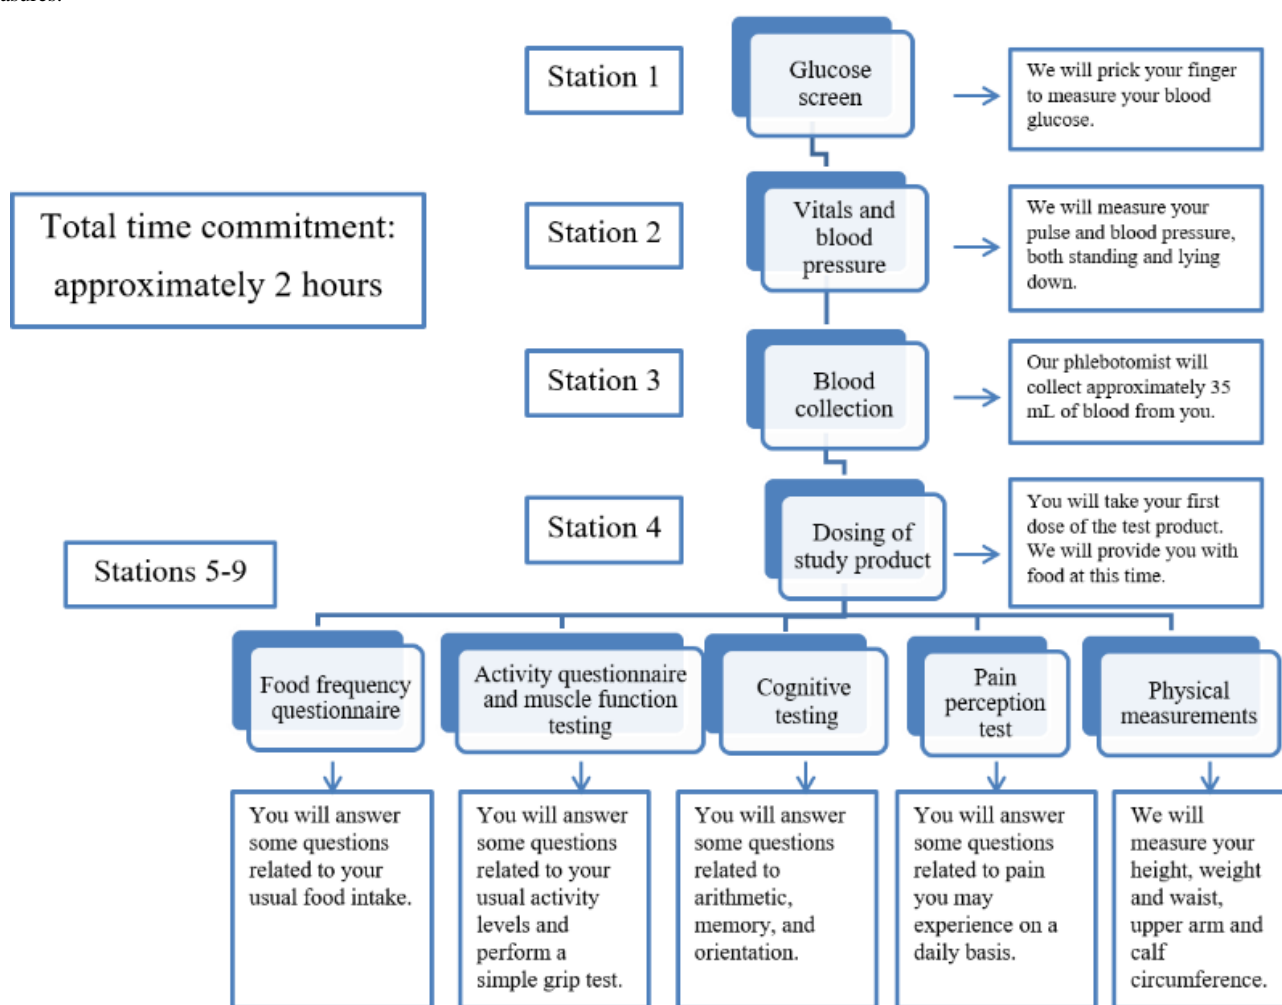 Station 1
Glucose
screen
We will prick your finger
to measure your blood
glucose.
Total time commitment:
approximately 2 hours
Station 2
Vitals and
blood
pressure
We will measure your
pulse and blood pressure,
both standing and lying
down.
Station 3
Blood
collection
Our phlebotomist will
collect approximately 35
mL of blood from you.
Station 4
Dosing of
study product
You will take your first
dose of the test product.
We will provide you with
food at this time.
Stations 5-9
Food frequency
questionnaire
Activity questionnaire
and muscle function
testing
Cognitive
testing
Pain
perception
test
Physical
measurements
You will answer
some questions
related to your
usual food intake.
You will answer
some questions
related to your
usual activity
levels and
perform a
simple grip test.
You will answer
some questions
related to
arithmetic,
memory, and
orientation.
You will answer
some questions
related to pain
you may
experience on a
daily basis.
We will
measure your
height, weight
and waist,
upper arm and
calf
circumference.